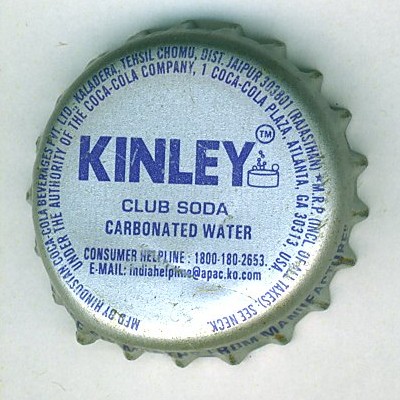 MFD BY HINDUSTAN COCA-COLA BEVERAGES PVT. LTD., KALADERA, TEHSIL CHOMU, DIST. JAIPUR 303801 (RAJASTHAN) * M.R.P. (INCL. OF ALL TAXES): SEE NECK.
UNDER THE AUTHORITY OF THE COCA-COLA COMPANY, 1 COCA-COLA PLAZA, ATLANTA, GA 30313 USA
KINLEY™
CLUB SODA
CARBONATED WATER
CONSUMER HELPLINE : 1800-180-2653.
E-MAIL: indiahelpline@apac.ko.com
FROM MANUFACTURE